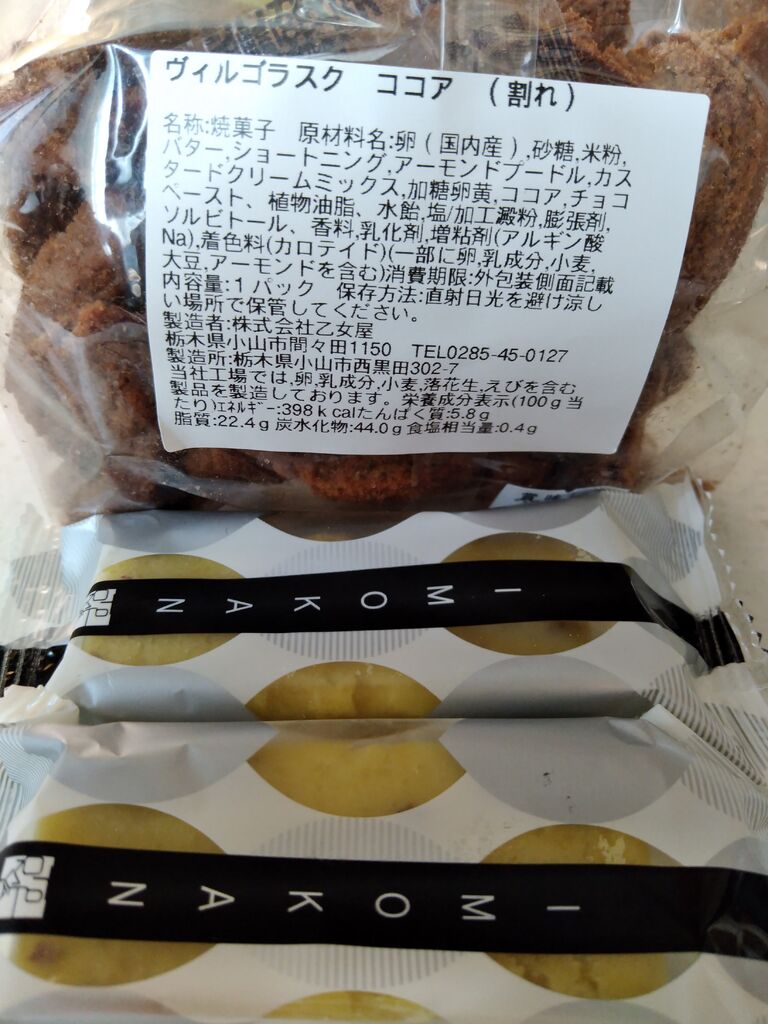 ヴィルゴラスク ココア (割れ)
名称:焼菓子 原材料名:卵(国内産),砂糖,米粉,
バター,ショートニング,アーモンドプードル,カス
タードクリームミックス,加糖卵黄,ココア,チョコ
ペースト、植物油脂、水飴,塩/加工澱粉,膨張剤,
ソルビトール、香料,乳化剤,増粘剤(アルギン酸
Na),着色料(カロテイド)(一部に卵,乳成分,小麦,
大豆,アーモンドを含む)消費期限:外包装側面記載
内容量:1パック 保存方法:直射日光を避け涼し
い場所で保管してください。
製造者:株式会社乙女屋
栃木県小山市間々田1150 TEL0285-45-0127
製造所:栃木県小山市西黒田302-7
当社工場では,卵,乳成分,小麦,落花生,えびを含む
製品を製造しております。栄養成分表示(100g当
たり)ｴﾈﾙｷﾞｰ:398kcalたんぱく質:5.8g
脂質:22.4g 炭水化物:44.0g 食塩相当量:0.4g
IMOKAN
IMOKAN